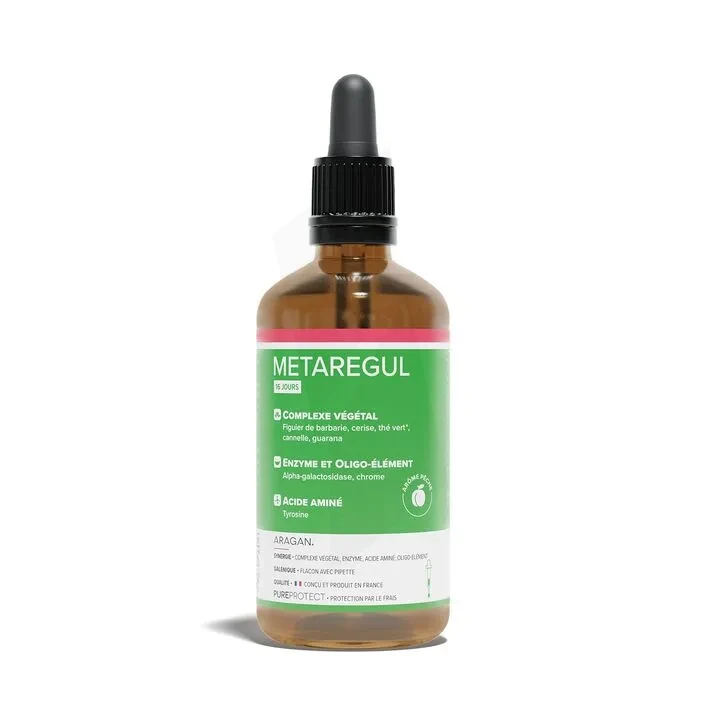 METAREGUL
16 JOURS
COMPLEXE VÉGÉTAL
Figuier de barbarie, cerise, thé vert*,
cannelle, guarana
ENZYME ET OLIGO-ÉLÉMENT
Alpha-galactosidase, chrome
ARÔME PÊCHE
ACIDE AMINÉ
Tyrosine
ARAGAN.
SYNERGIE • COMPLEXE VÉGÉTAL, ENZYME, ACIDE AMINÉ, OLIGO-ÉLÉMENT
GALÉNIQUE • FLACON AVEC PIPETTE
QUALITÉ • CONÇU ET PRODUIT EN FRANCE
PUREPROTECT • PROTECTION PAR LE FRAIS